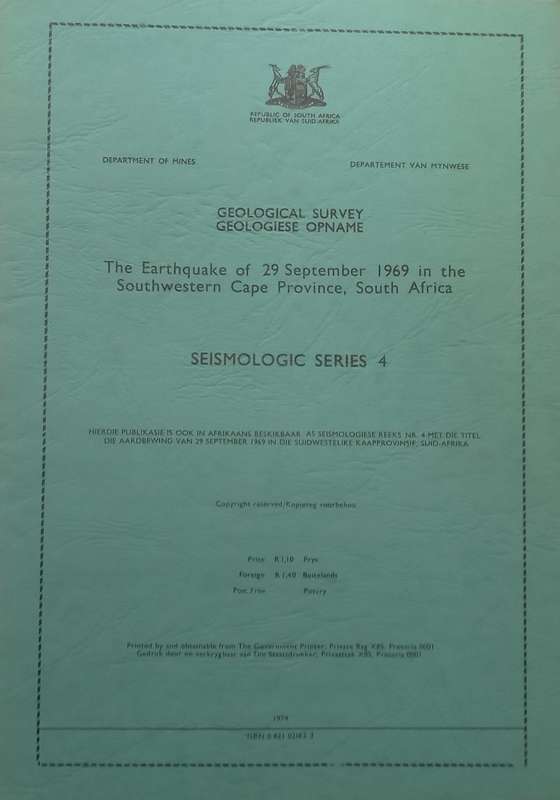 REPUBLIC OF SOUTH AFRICA
REPUBLIEK VAN SUID-AFRIKA
DEPARTMENT OF MINES
DEPARTEMENT VAN MYNWESE
GEOLOGICAL SURVEY
GEOLOGIESE OPNAME
The Earthquake of 29 September 1969 in the
Southwestern Cape Province, South Africa
SEISMOLOGIC SERIES 4
HIERDIE PUBLIKASIE IS OOK IN AFRIKAANS BESKIKBAAR AS SEISMOLOGIESE REEKS NR. 4 MET DIE TITEL
DIE AARDBEWING VAN 29 SEPTEMBER 1969 IN DIE SUIDWESTELIKE KAAPPROVINSIE, SUID-AFRIKA
Copyright reserved/Kopiereg voorbehou
Price R1,10 Prys
Foreign R1,40 Buitelands
Post Free Posvry
Printed by and obtainable from The Government Printer, Private Bag X85, Pretoria 0001
Gedruk deur en verkrygbaar van Die Staatsdrukker, Privaatsak X85, Pretoria 0001
1974
ISBN 0 621